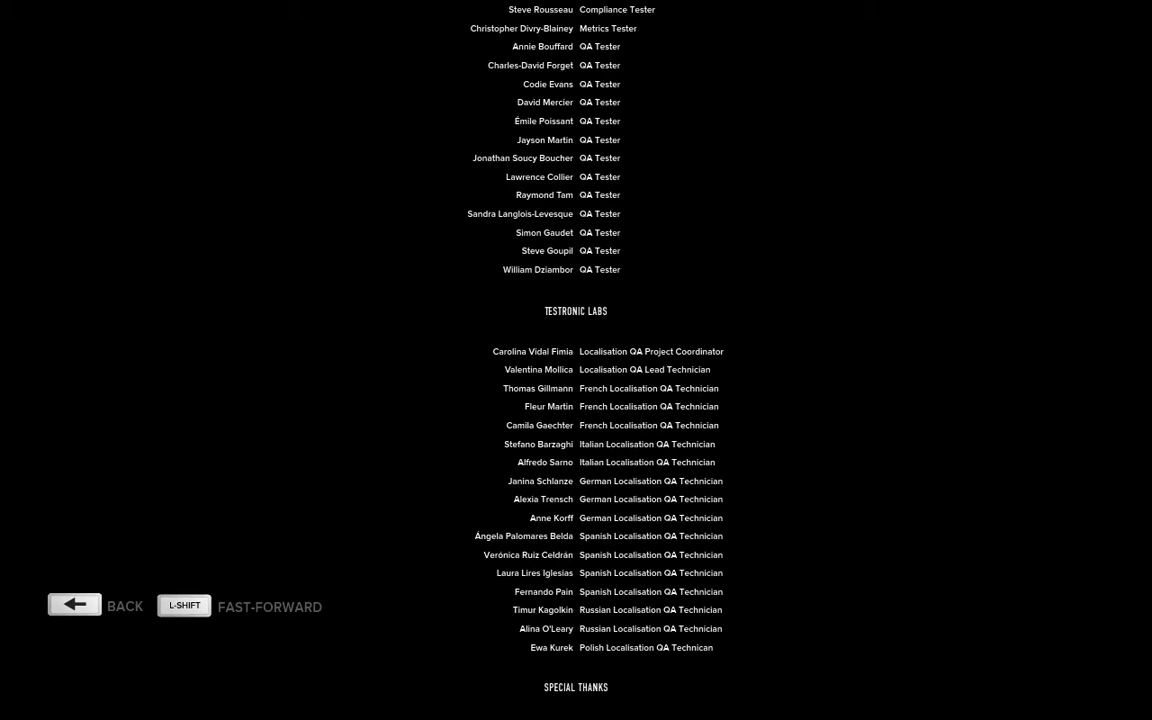 Steve Rousseau Compliance Tester
Christopher Divry-Blainey Metrics Tester
Annie Bouffard QA Tester
Charles-David Forget QA Tester
Codie Evans QA Tester
David Mercier QA Tester
Émile Poissant QA Tester
Jayson Martin QA Tester
Jonathan Soucy Boucher QA Tester
Lawrence Collier QA Tester
Raymond Tam QA Tester
Sandra Langlois-Levesque QA Tester
Simon Gaudet QA Tester
Steve Goupil QA Tester
William Dziambor QA Tester
TESTRONIC LABS
Carolina Vidal Fimia Localisation QA Project Coordinator
Valentina Mollica Localisation QA Lead Technician
Thomas Gillmann French Localisation QA Technician
Fleur Martin French Localisation QA Technician
Camila Gaechter French Localisation QA Technician
Stefano Barzaghi Italian Localisation QA Technician
Alfredo Sarno Italian Localisation QA Technician
Janina Schlanze German Localisation QA Technician
Alexia Trensch German Localisation QA Technician
Anne Korff German Localisation QA Technician
Ángela Palomares Belda Spanish Localisation QA Technician
Verónica Ruiz Celdrán Spanish Localisation QA Technician
Laura Lires Iglesias Spanish Localisation QA Technician
Fernando Pain Spanish Localisation QA Technician
Timur Kagolkin Russian Localisation QA Technician
Alina O'Leary Russian Localisation QA Technician
Ewa Kurek Polish Localisation QA Technican
SPECIAL THANKS
BACK L-SHIFT FAST-FORWARD